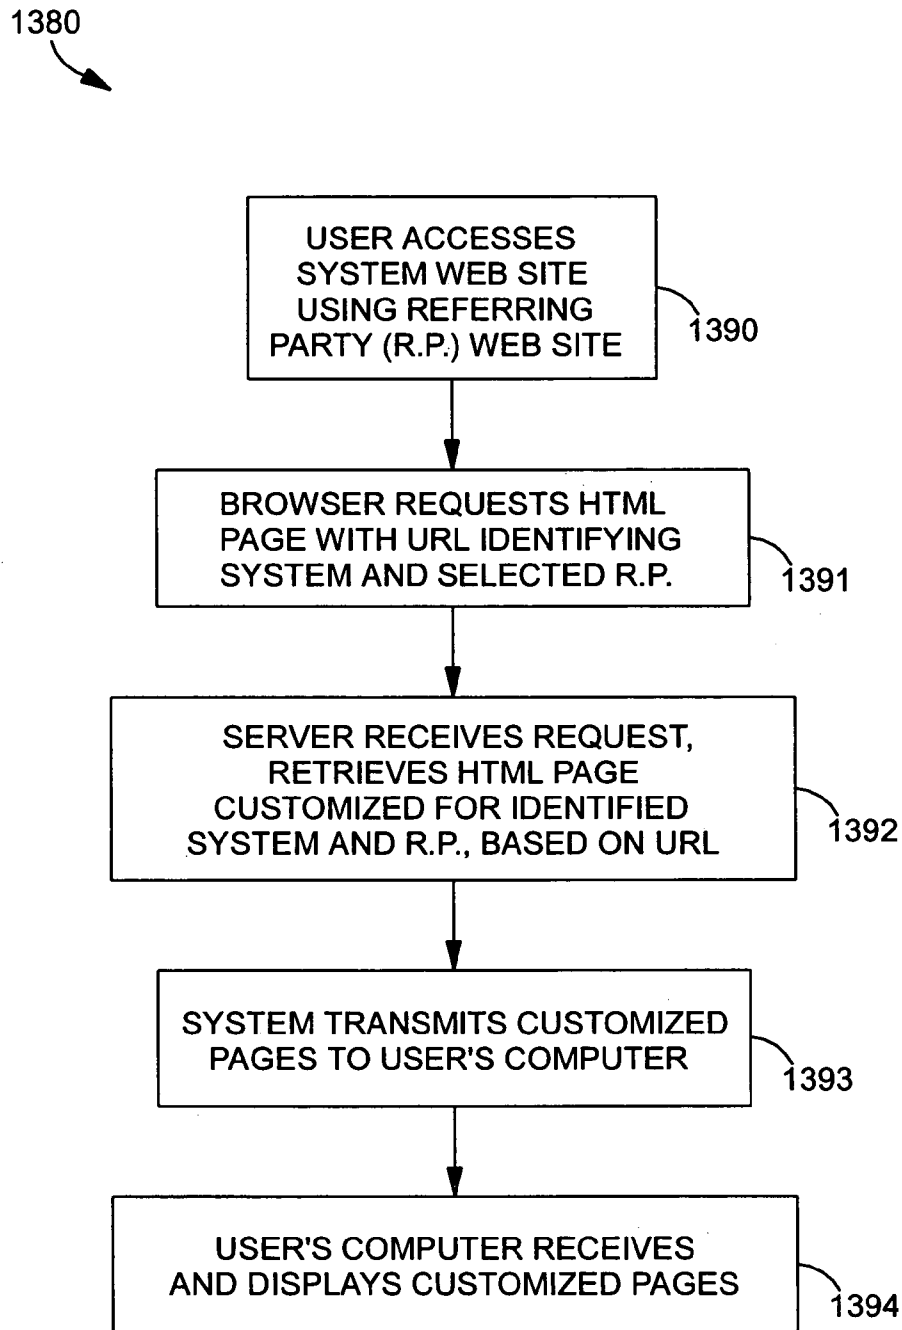 1380
USER ACCESSES
SYSTEM WEB SITE
USING REFERRING
PARTY (R.P.) WEB SITE
1390
BROWSER REQUESTS HTML
PAGE WITH URL IDENTIFYING
SYSTEM AND SELECTED R.P.
1391
SERVER RECEIVES REQUEST,
RETRIEVES HTML PAGE
CUSTOMIZED FOR IDENTIFIED
SYSTEM AND R.P., BASED ON URL
1392
SYSTEM TRANSMITS CUSTOMIZED
PAGES TO USER'S COMPUTER
1393
USER'S COMPUTER RECEIVES
AND DISPLAYS CUSTOMIZED PAGES
1394